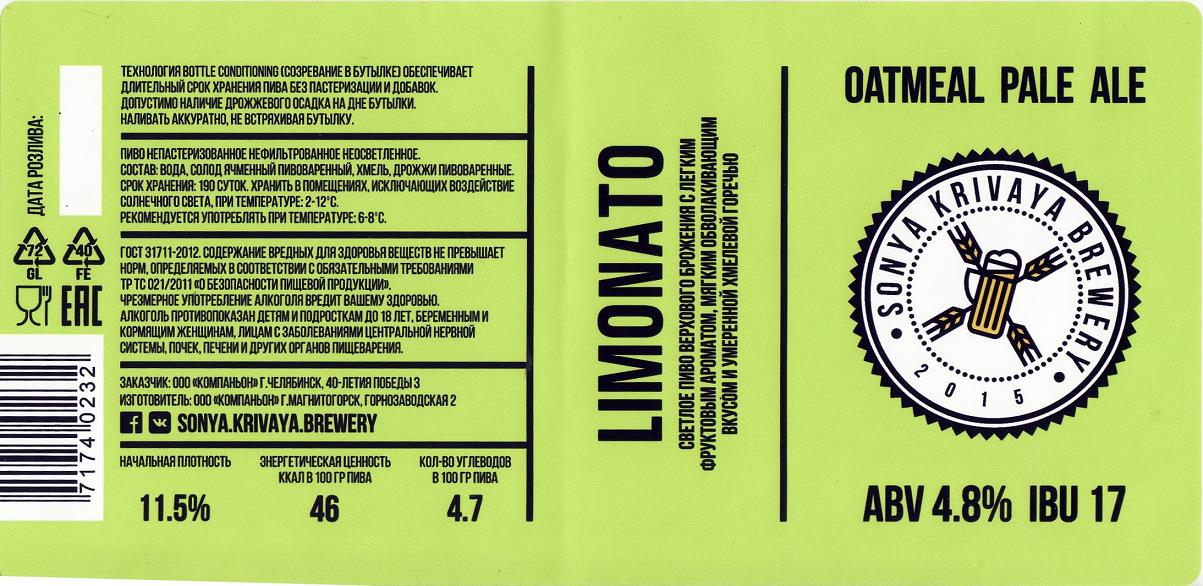 ДАТА РОЗЛИВА:
72
GL
40
FE
EAC
7174 0232
ТЕХНОЛОГИЯ BOTTLE CONDITIONING (СОЗРЕВАНИЕ В БУТЫЛКЕ) ОБЕСПЕЧИВАЕТ
ДЛИТЕЛЬНЫЙ СРОК ХРАНЕНИЯ ПИВА БЕЗ ПАСТЕРИЗАЦИИ И ДОБАВОК.
ДОПУСТИМО НАЛИЧИЕ ДРОЖЖЕВОГО ОСАДКА НА ДНЕ БУТЫЛКИ.
НАЛИВАТЬ АККУРАТНО, НЕ ВСТРЯХИВАЯ БУТЫЛКУ.
ПИВО НЕПАСТЕРИЗОВАННОЕ НЕФИЛЬТРОВАННОЕ НЕОСВЕТЛЕННОЕ.
СОСТАВ: ВОДА, СОЛОД ЯЧМЕННЫЙ ПИВОВАРЕННЫЙ, ХМЕЛЬ, ДРОЖЖИ ПИВОВАРЕННЫЕ.
СРОК ХРАНЕНИЯ: 190 СУТОК. ХРАНИТЬ В ПОМЕЩЕНИЯХ, ИСКЛЮЧАЮЩИХ ВОЗДЕЙСТВИЕ
СОЛНЕЧНОГО СВЕТА, ПРИ ТЕМПЕРАТУРЕ: 2-12°С.
РЕКОМЕНДУЕТСЯ УПОТРЕБЛЯТЬ ПРИ ТЕМПЕРАТУРЕ: 6-8°С.
ГОСТ 31711-2012. СОДЕРЖАНИЕ ВРЕДНЫХ ДЛЯ ЗДОРОВЬЯ ВЕЩЕСТВ НЕ ПРЕВЫШАЕТ
НОРМ, ОПРЕДЕЛЯЕМЫХ В СООТВЕТСТВИИ С ОБЯЗАТЕЛЬНЫМИ ТРЕБОВАНИЯМИ
ТР ТС 021/2011 «О БЕЗОПАСНОСТИ ПИЩЕВОЙ ПРОДУКЦИИ».
ЧРЕЗМЕРНОЕ УПОТРЕБЛЕНИЕ АЛКОГОЛЯ ВРЕДИТ ВАШЕМУ ЗДОРОВЬЮ.
АЛКОГОЛЬ ПРОТИВОПОКАЗАН ДЕТЯМ И ПОДРОСТКАМ ДО 18 ЛЕТ, БЕРЕМЕННЫМ И
КОРМЯЩИМ ЖЕНЩИНАМ, ЛИЦАМ С ЗАБОЛЕВАНИЯМИ ЦЕНТРАЛЬНОЙ НЕРВНОЙ
СИСТЕМЫ, ПОЧЕК, ПЕЧЕНИ И ДРУГИХ ОРГАНОВ ПИЩЕВАРЕНИЯ.
ЗАКАЗЧИК: ООО «КОМПАНЬОН» Г.ЧЕЛЯБИНСК, 40-ЛЕТИЯ ПОБЕДЫ 3
ИЗГОТОВИТЕЛЬ: ООО «КОМПАНЬОН» Г.МАГНИТОГОРСК, ГОРНОЗАВОДСКАЯ 2
SONYA.KRIVAYA.BREWERY
НАЧАЛЬНАЯ ПЛОТНОСТЬ
11.5%
ЭНЕРГЕТИЧЕСКАЯ ЦЕННОСТЬ
ККАЛ В 100 ГР ПИВА
46
КОЛ-ВО УГЛЕВОДОВ
В 100 ГР ПИВА
4.7
LIMONATO
СВЕТЛОЕ ПИВО ВЕРХОВОГО БРОЖЕНИЯ С ЛЕГКИМ
ФРУКТОВЫМ АРОМАТОМ, МЯГКИМ ОБВОЛАКИВАЮЩИМ
ВКУСОМ И УМЕРЕННОЙ ХМЕЛЕВОЙ ГОРЕЧЬЮ
OATMEAL PALE ALE
SONYA KRIVAYA BREWERY
2015
ABV 4.8% IBU 17